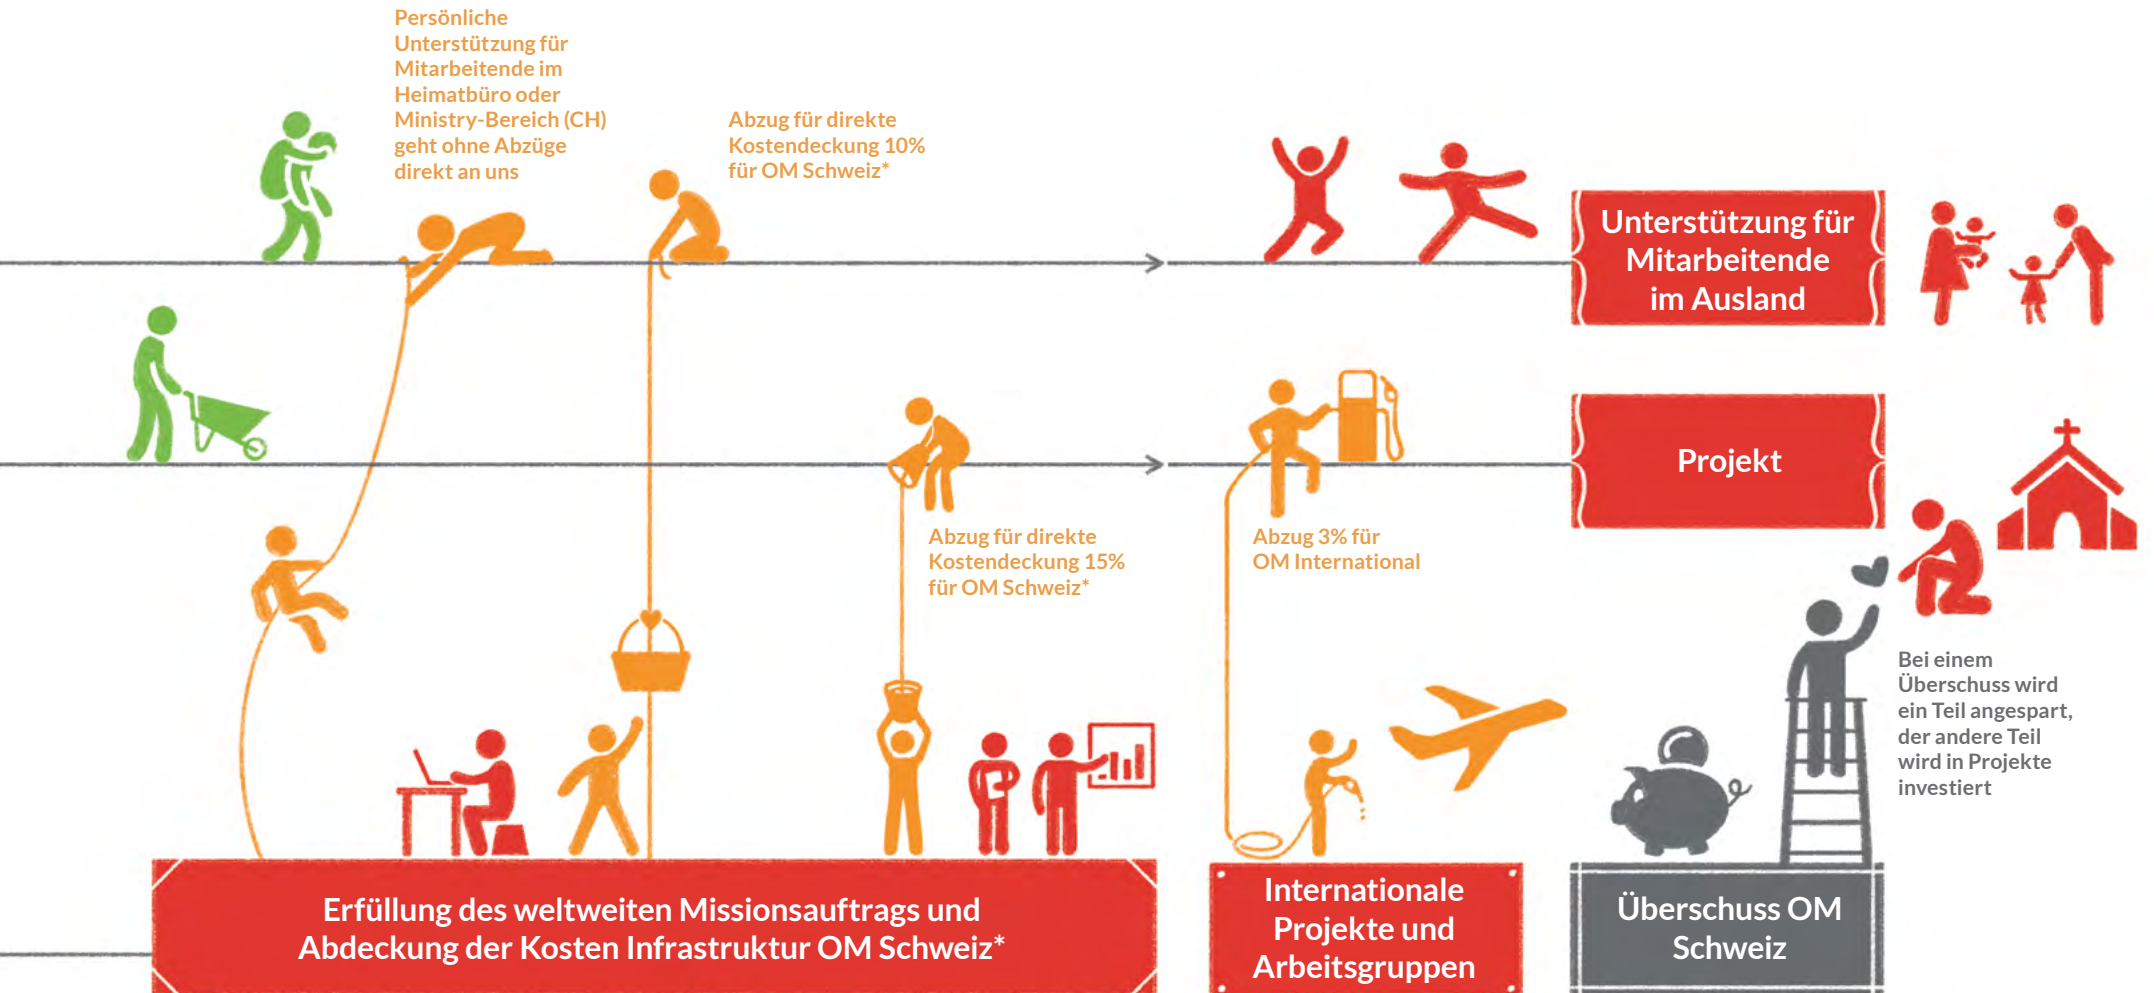 Persönliche
Unterstützung für
Mitarbeitende im
Heimatbüro oder
Ministry-Bereich (CH)
geht ohne Abzüge
direkt an uns
Abzug für direkte
Kostendeckung 10%
für OM Schweiz*
Unterstützung für
Mitarbeitende
im Ausland
Projekt
Abzug für direkte
Kostendeckung 15%
für OM Schweiz*
Abzug 3% für
OM International
Bei einem
Überschuss wird
ein Teil angespart,
der andere Teil
wird in Projekte
investiert
Erfüllung des weltweiten Missionsauftrags und
Abdeckung der Kosten Infrastruktur OM Schweiz*
Internationale
Projekte und
Arbeitsgruppen
Überschuss OM
Schweiz